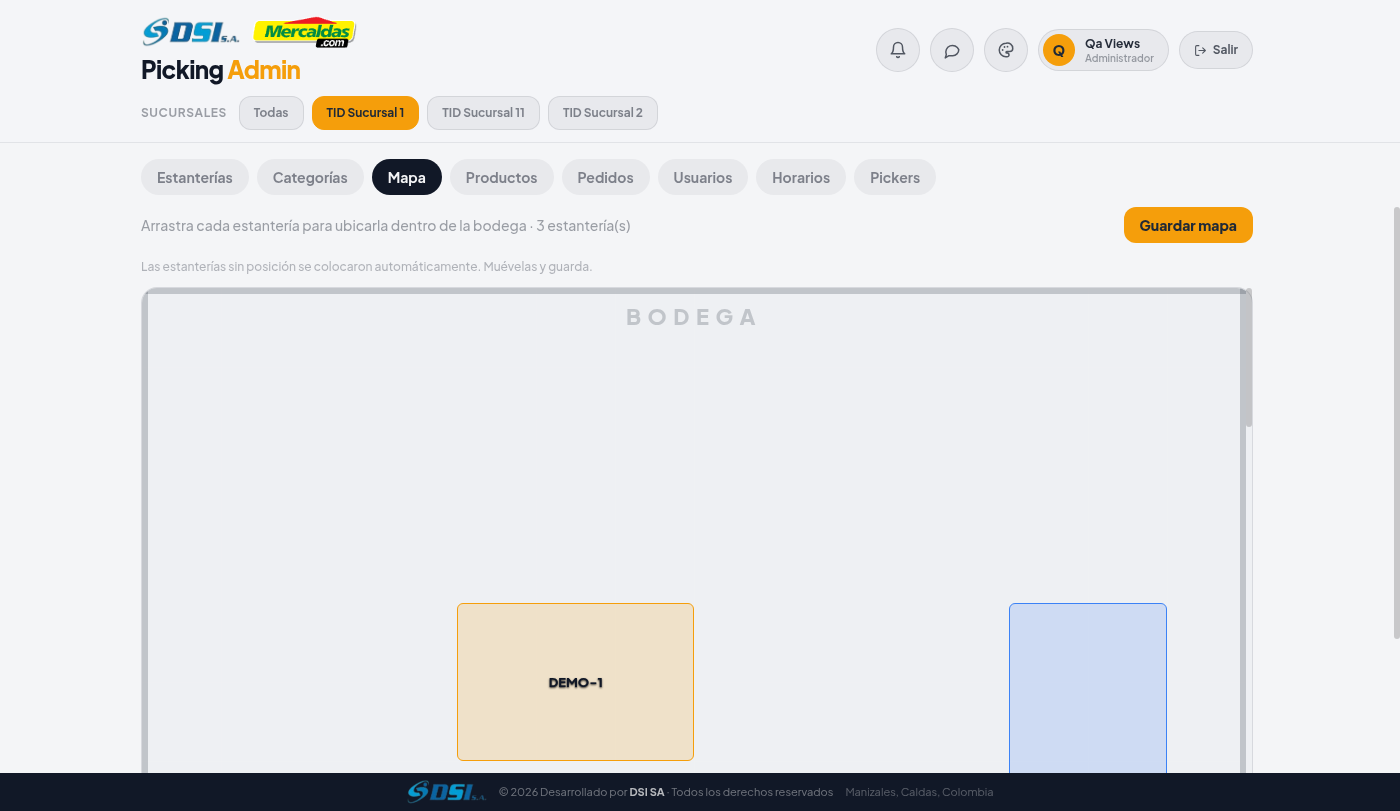 DSI S.A. Mercaldas .com
Picking Admin
Q Qa Views
Administrador
Salir
SUCURSALES Todas TID Sucursal 1 TID Sucursal 11 TID Sucursal 2
Estanterías Categorías Mapa Productos Pedidos Usuarios Horarios Pickers
Arrastra cada estantería para ubicarla dentro de la bodega · 3 estantería(s) Guardar mapa
Las estanterías sin posición se colocaron automáticamente. Muévelas y guarda.
BODEGA
DEMO-1
DSI S.A. © 2026 Desarrollado por DSI SA · Todos los derechos reservados Manizales, Caldas, Colombia